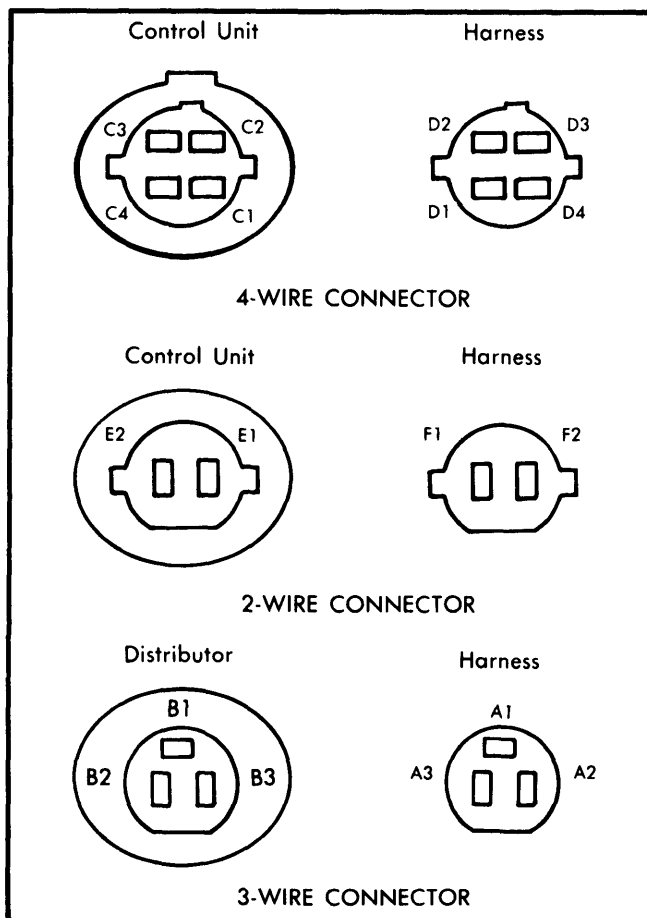 Control Unit Harness
C3 C2 D2 D3
C4 C1 D1 D4
4-WIRE CONNECTOR
Control Unit Harness
E2 E1 F1 F2
2-WIRE CONNECTOR
Distributor Harness
B1 A1
B2 B3 A3 A2
3-WIRE CONNECTOR